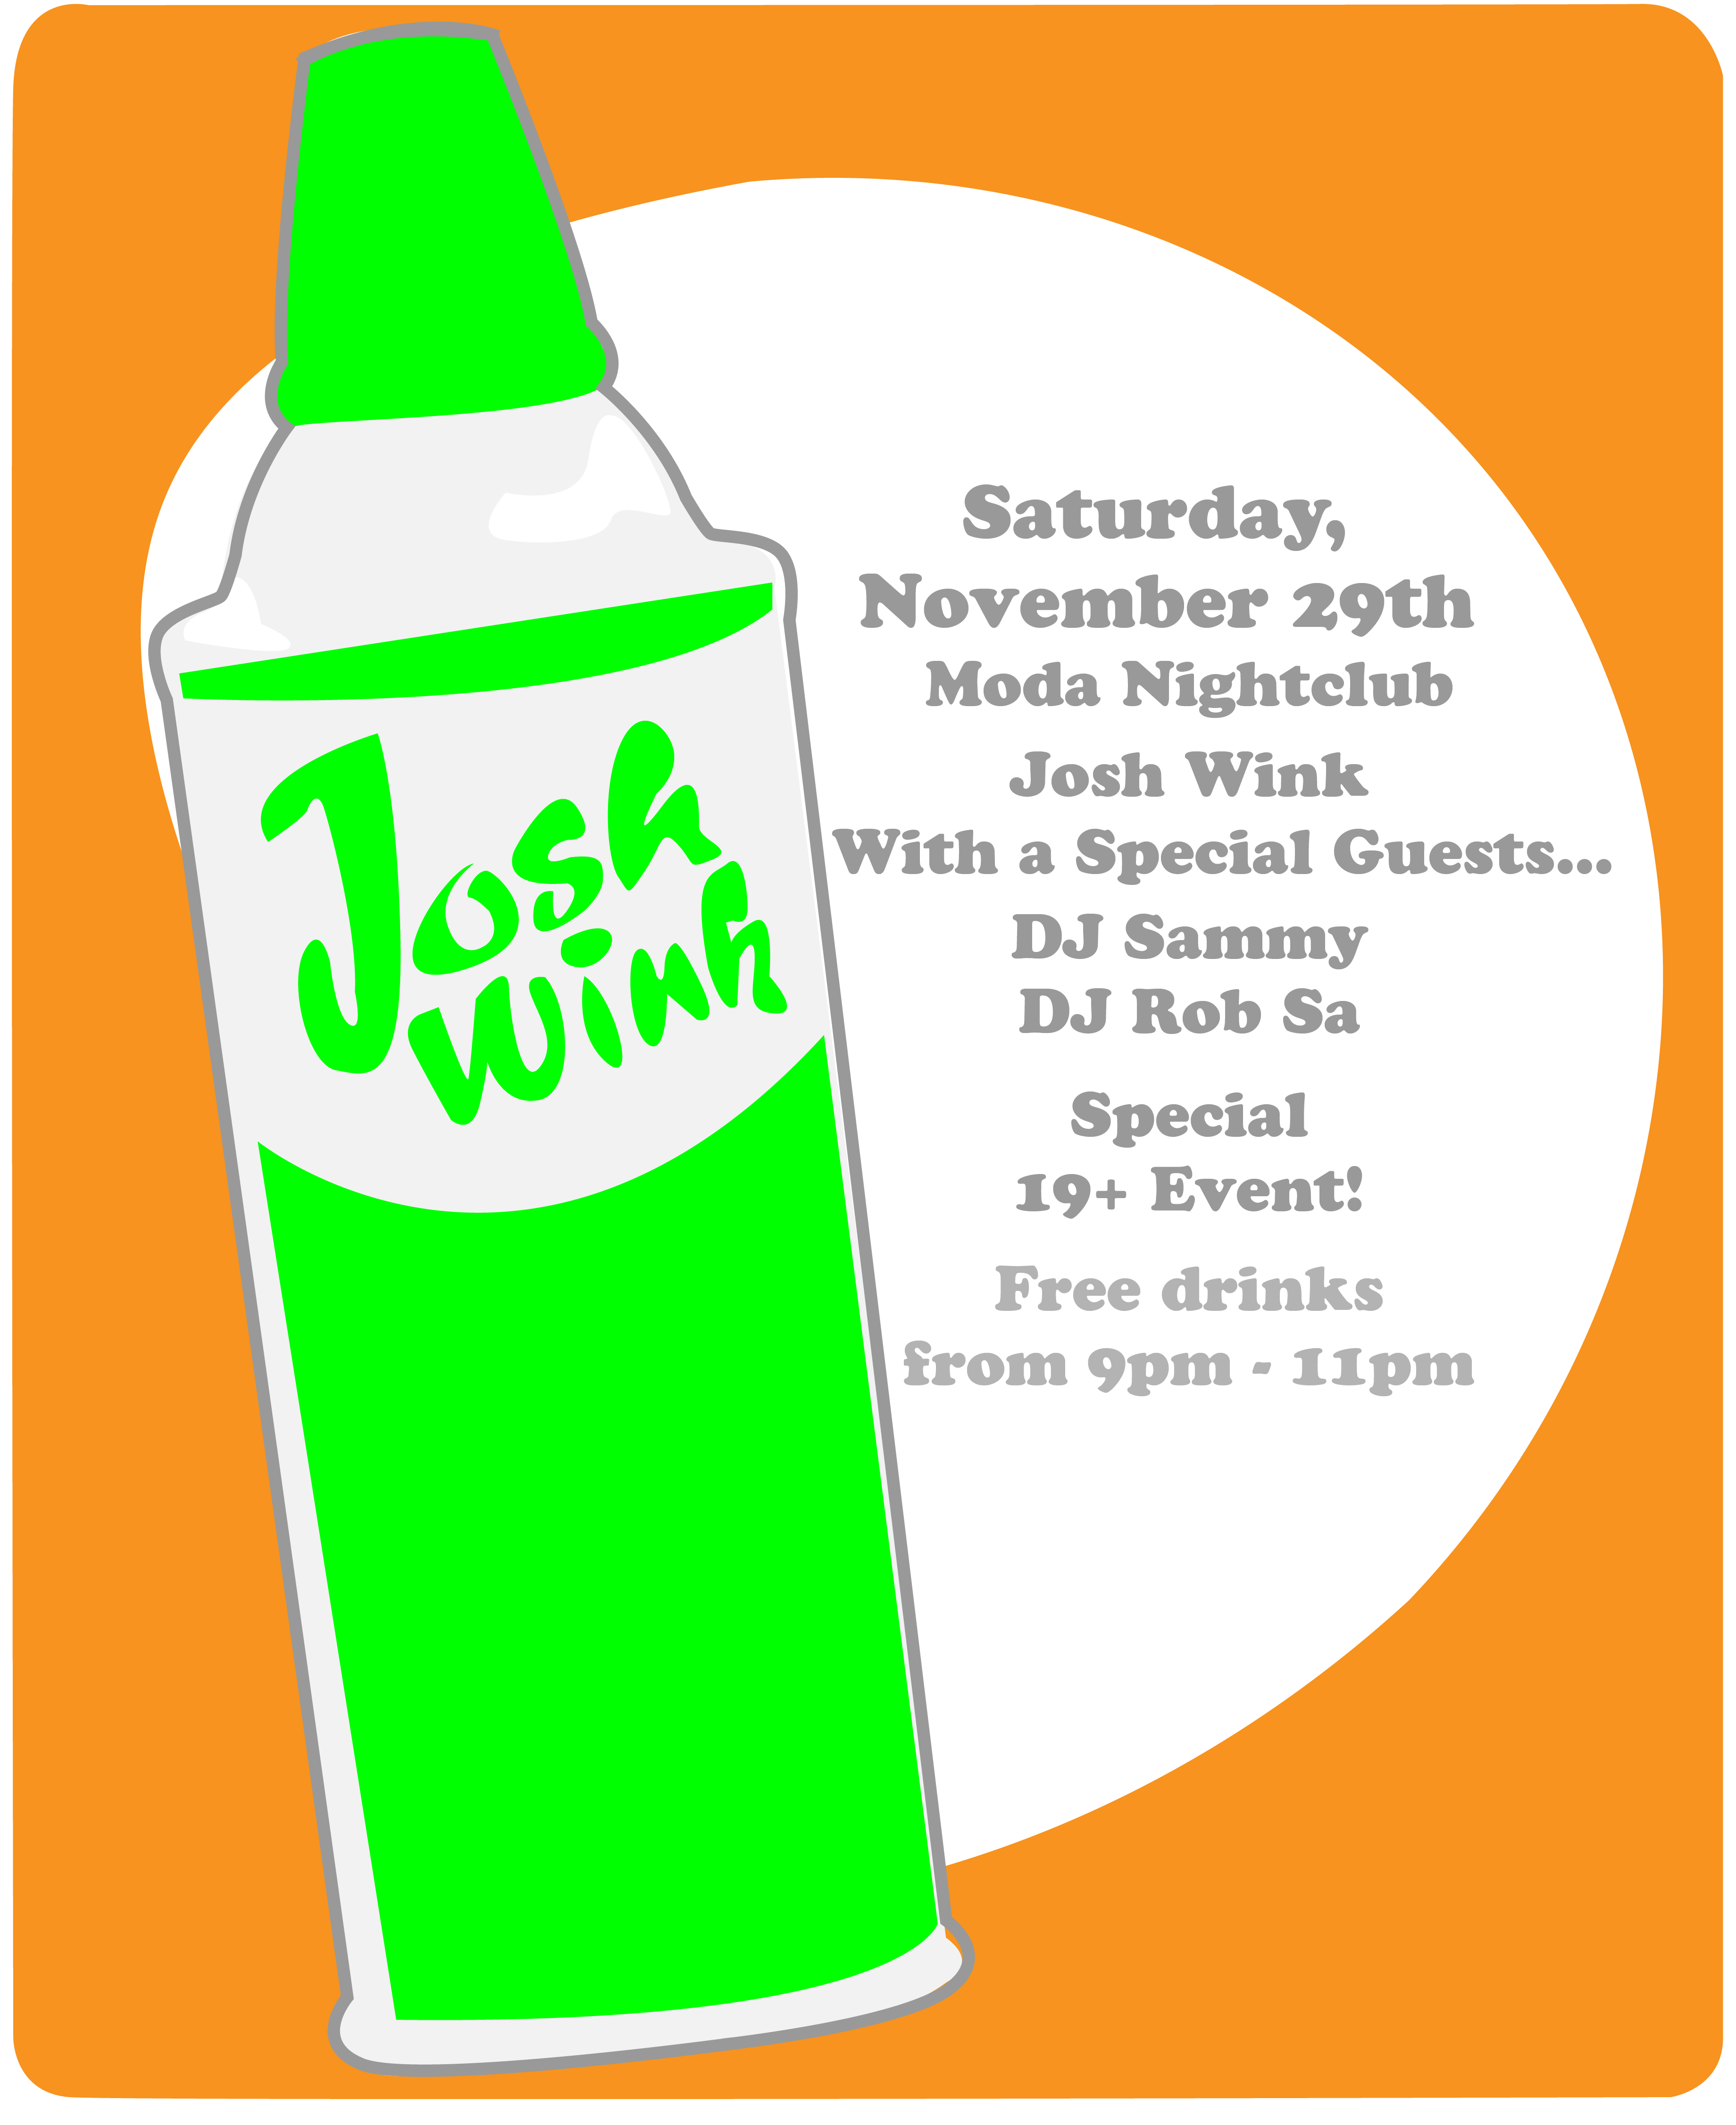 Josh
Wink
Saturday,
November 29th
Moda Nightclub
Josh Wink
With a Special Guests...
DJ Sammy
DJ Rob Sa
Special
19+ Event!
Free drinks
from 9pm - 11pm